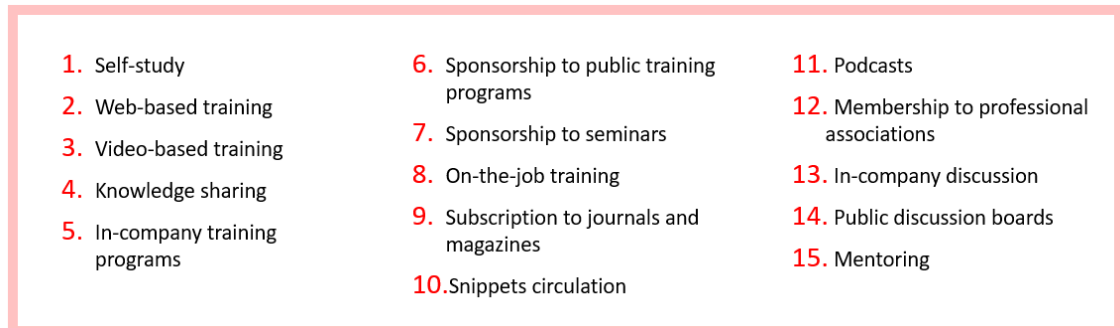 1. Self-study
2. Web-based training
3. Video-based training
4. Knowledge sharing
5. In-company training
programs
6. Sponsorship to public training
programs
7. Sponsorship to seminars
8. On-the-job training
9. Subscription to journals and
magazines
10.Snippets circulation
11. Podcasts
12. Membership to professional
associations
13. In-company discussion
14. Public discussion boards
15. Mentoring